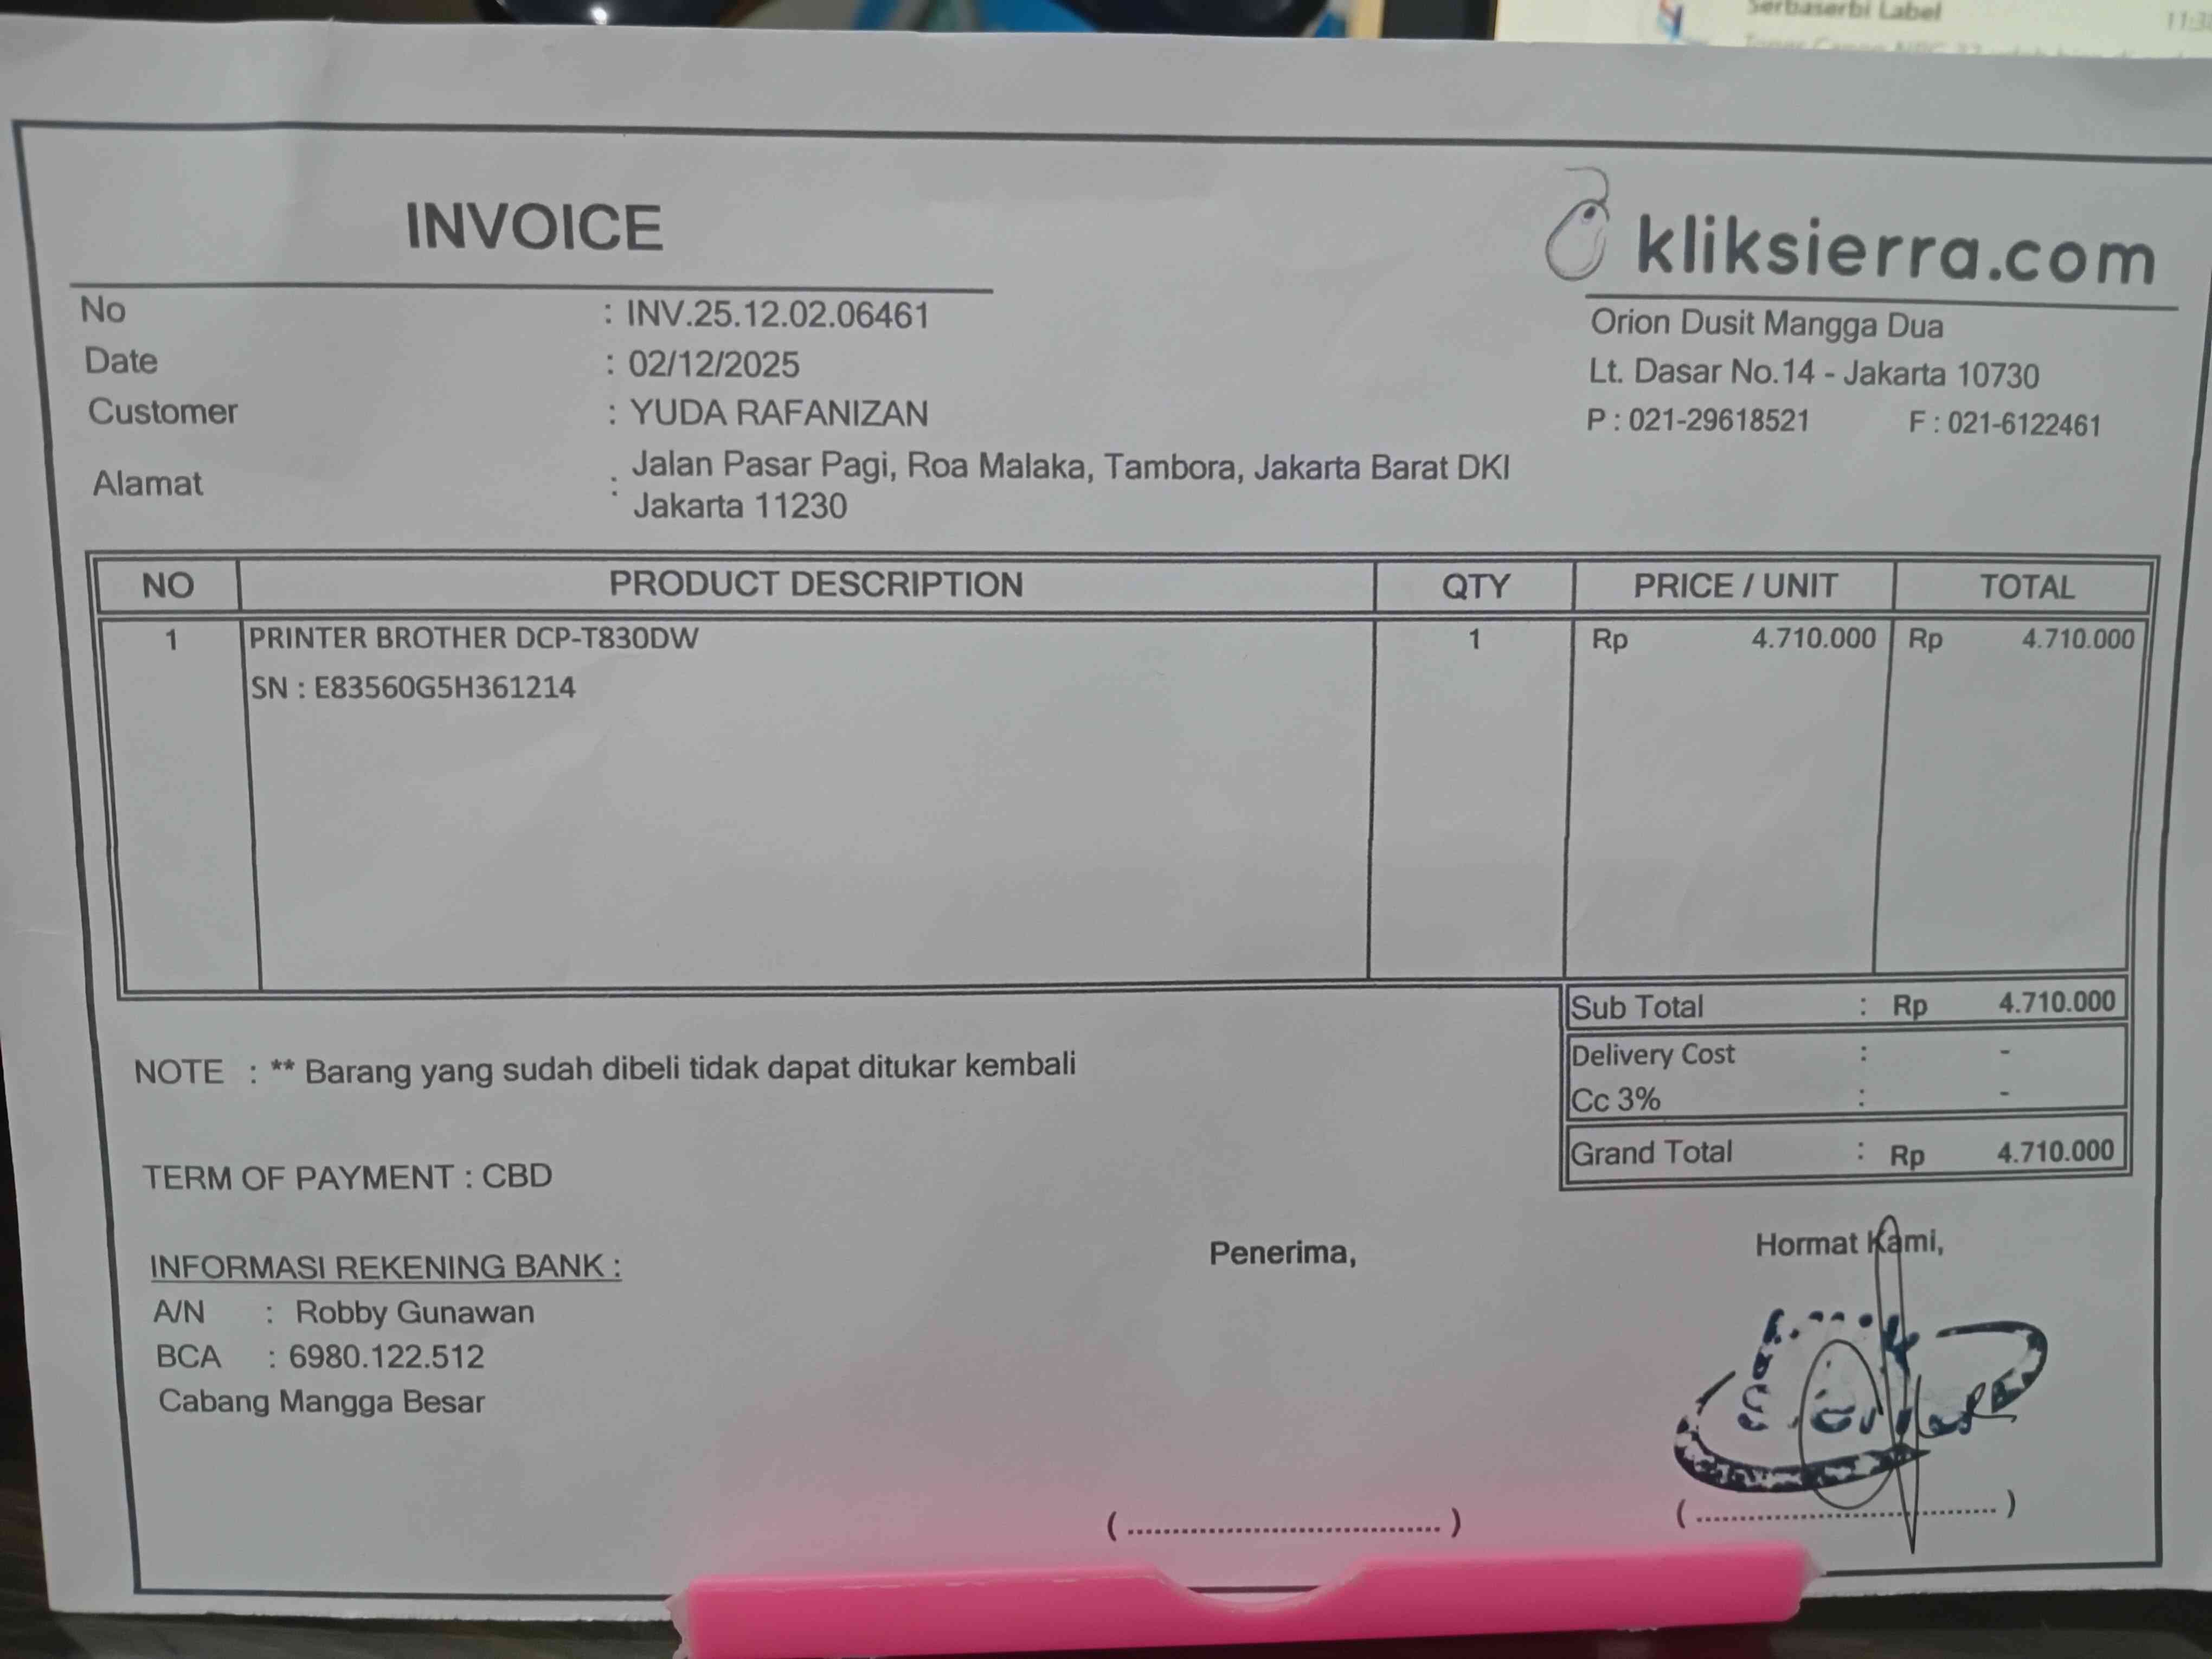 Serbaserbi Label
INVOICE
kliksierra.com
No : INV.25.12.02.06461
Date : 02/12/2025
Customer : YUDA RAFANIZAN
Alamat : Jalan Pasar Pagi, Roa Malaka, Tambora, Jakarta Barat DKI
Jakarta 11230
Orion Dusit Mangga Dua
Lt. Dasar No.14 - Jakarta 10730
P : 021-29618521 F : 021-6122461
NO PRODUCT DESCRIPTION QTY PRICE / UNIT TOTAL
1 PRINTER BROTHER DCP-T830DW 1 Rp 4.710.000 Rp 4.710.000
SN : E83560G5H361214
Sub Total : Rp 4.710.000
Delivery Cost : -
Cc 3% : -
Grand Total : Rp 4.710.000
NOTE : ** Barang yang sudah dibeli tidak dapat ditukar kembali
TERM OF PAYMENT : CBD
INFORMASI REKENING BANK :
A/N : Robby Gunawan
BCA : 6980.122.512
Cabang Mangga Besar
Penerima,
Hormat Kami,
( .................................... )
( .................................... )